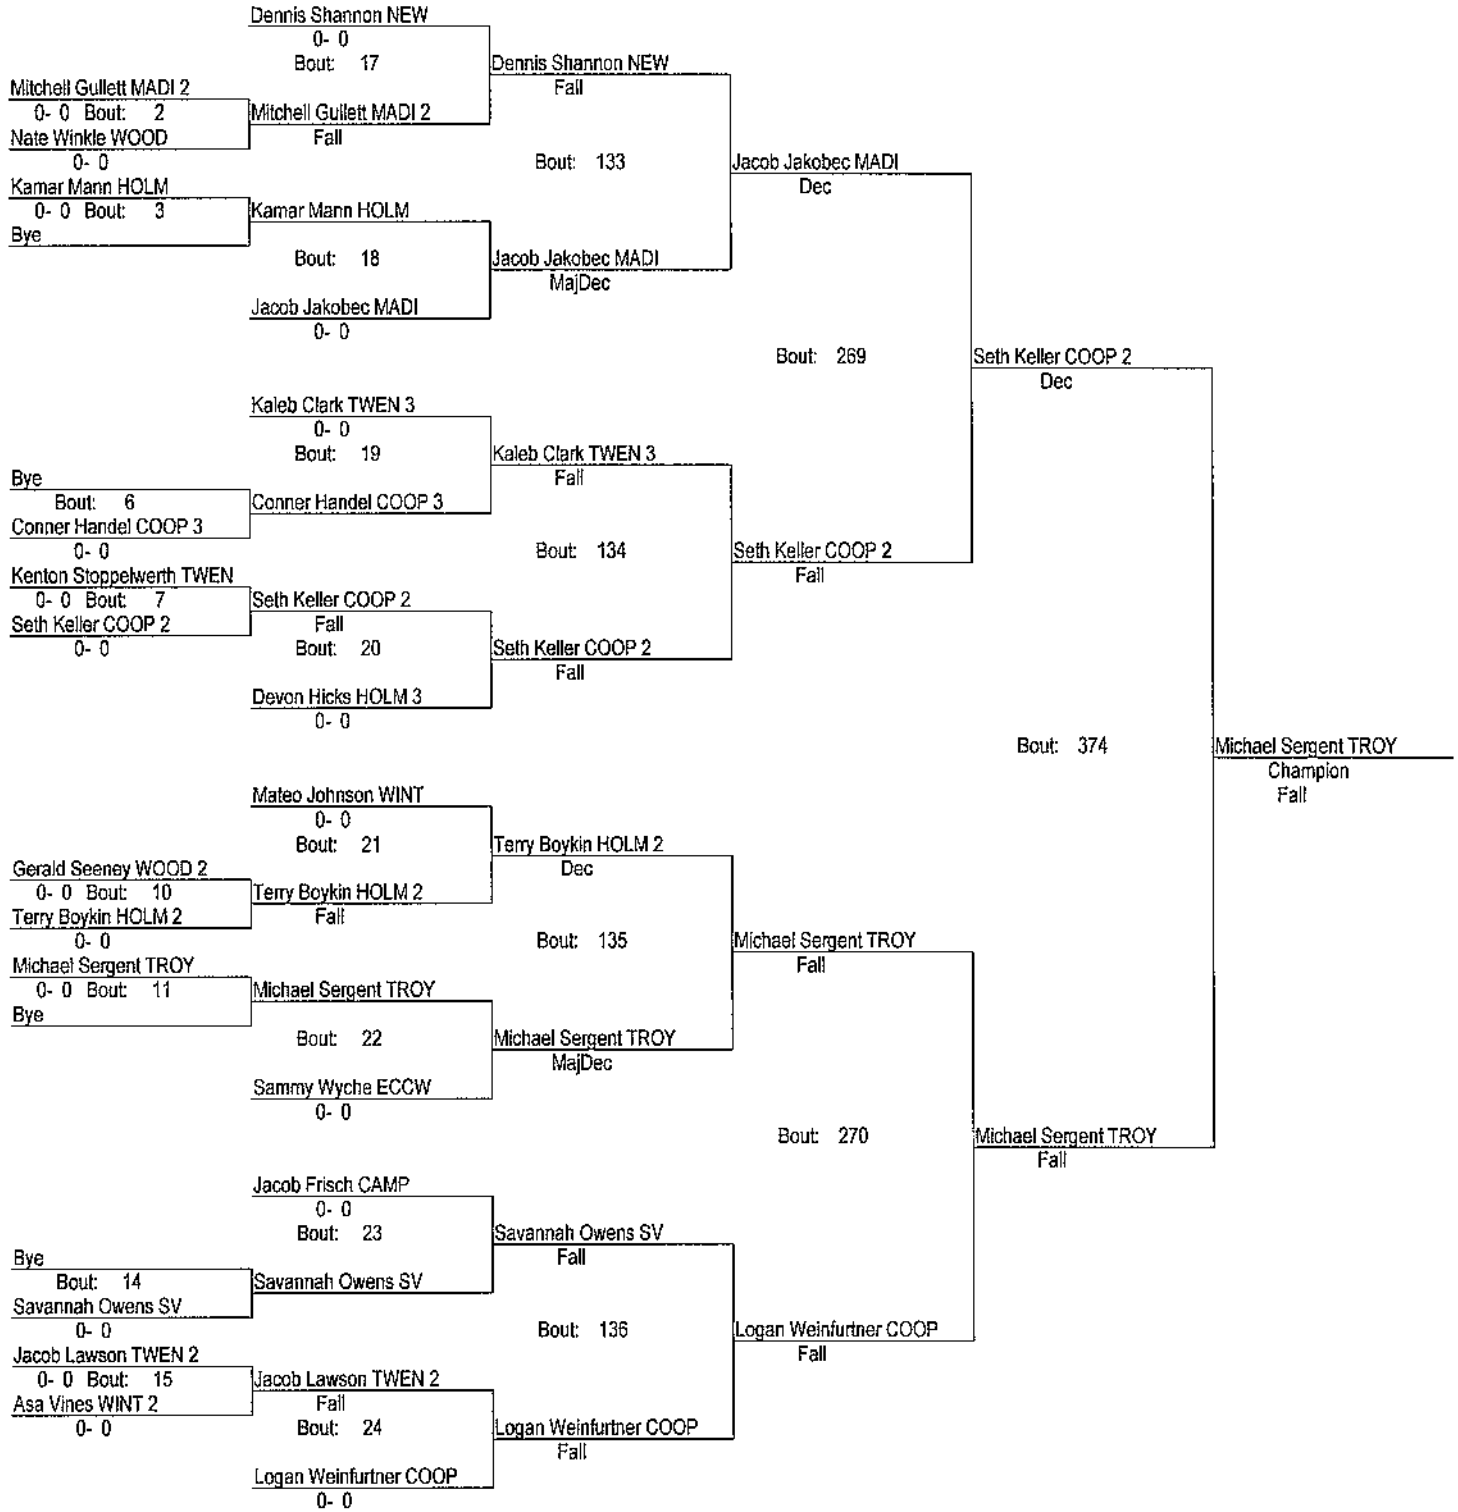 Dennis Shannon NEW
0- 0
Bout: 17
Dennis Shannon NEW
Fall
Mitchell Gullett MADI 2
0- 0 Bout: 2
Mitchell Gullett MADI 2
Fall
Nate Winkle WOOD
0- 0
Bout: 133
Jacob Jakobec MADI
Dec
Kamar Mann HOLM
0- 0 Bout: 3
Kamar Mann HOLM
Bye
Bout: 18
Jacob Jakobec MADI
MajDec
Jacob Jakobec MADI
0- 0
Bout: 269
Seth Keller COOP 2
Dec
Kaleb Clark TWEN 3
0- 0
Bout: 19
Kaleb Clark TWEN 3
Fall
Bye
Bout: 6
Conner Handel COOP 3
Conner Handel COOP 3
0- 0
Bout: 134
Seth Keller COOP 2
Fall
Kenton Stoppelwerth TWEN
0- 0 Bout: 7
Seth Keller COOP 2
Fall
Seth Keller COOP 2
0- 0
Bout: 20
Seth Keller COOP 2
Fall
Devon Hicks HOLM 3
0- 0
Bout: 374
Michael Sergent TROY
Champion
Fall
Mateo Johnson WINT
0- 0
Bout: 21
Terry Boykin HOLM 2
Dec
Gerald Seeney WOOD 2
0- 0 Bout: 10
Terry Boykin HOLM 2
Fall
Terry Boykin HOLM 2
0- 0
Bout: 135
Michael Sergent TROY
Fall
Michael Sergent TROY
0- 0 Bout: 11
Michael Sergent TROY
Bye
Bout: 22
Michael Sergent TROY
MajDec
Sammy Wyche ECCW
0- 0
Bout: 270
Michael Sergent TROY
Fall
Jacob Frisch CAMP
0- 0
Bout: 23
Savannah Owens SV
Fall
Bye
Bout: 14
Savannah Owens SV
Savannah Owens SV
0- 0
Bout: 136
Logan Weinfurtner COOP
Fall
Jacob Lawson TWEN 2
0- 0 Bout: 15
Jacob Lawson TWEN 2
Fall
Asa Vines WINT 2
0- 0
Bout: 24
Logan Weinfurtner COOP
Fall
Logan Weinfurtner COOP
0- 0